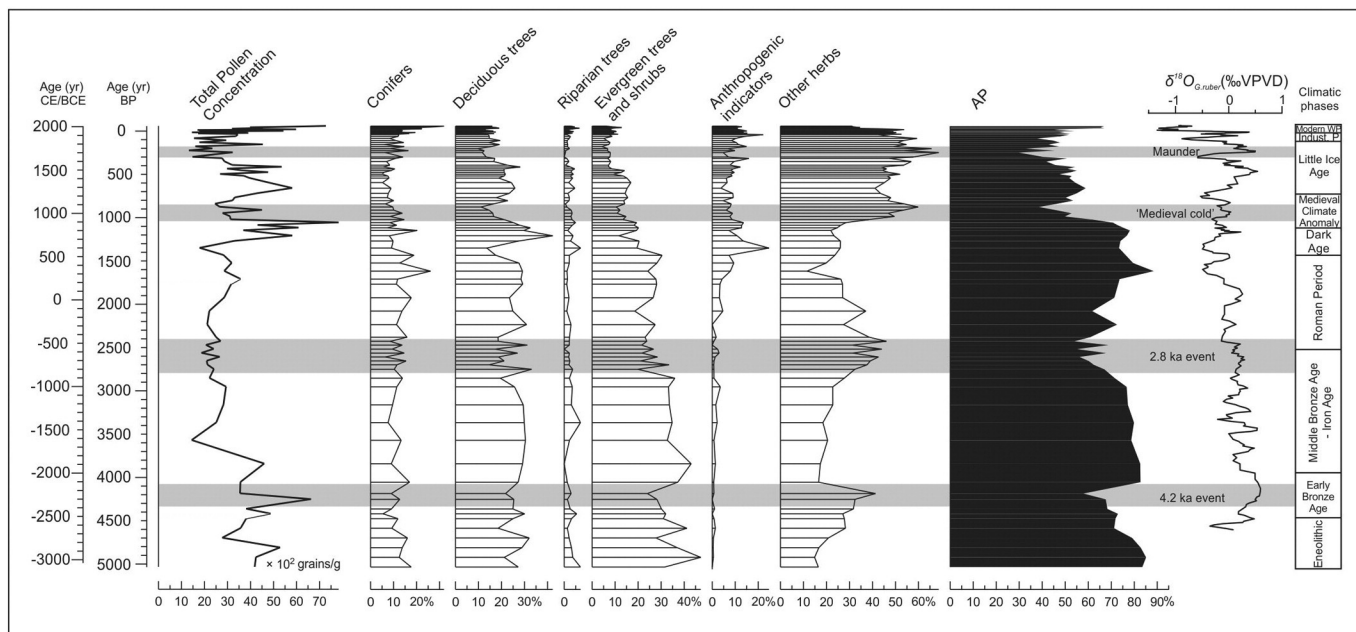 Age (yr)
CE/BCE
Age (yr)
BP
Total Pollen
Concentration
Conifers
Deciduous trees
Riparian trees
Evergreen trees
and shrubs
Anthropogenic
indicators
Other herbs
AP
δ18O G.ruber (‰VPVD)
-1 0 1
Climatic
phases
2000
1500
1000
500
0
-500
-1000
-1500
-2000
-2500
-3000
0
500
1000
1500
2000
2500
3000
3500
4000
4500
5000
Maunder
'Medieval cold'
2.8 ka event
4.2 ka event
Modern WP
Indust. P.
Little Ice
Age
Medieval
Climate
Anomaly
Dark
Age
Roman Period
Middle Bronze Age
- Iron Age
Early
Bronze
Age
Eneolithic
× 10² grains/g
0 10 20 30 40 50 60 70
0 10 20%
0 10 20 30%
0
0 10 20 30 40%
0 10 20%
0 10 20 30 40 50 60%
0 10 20 30 40 50 60 70 80 90%